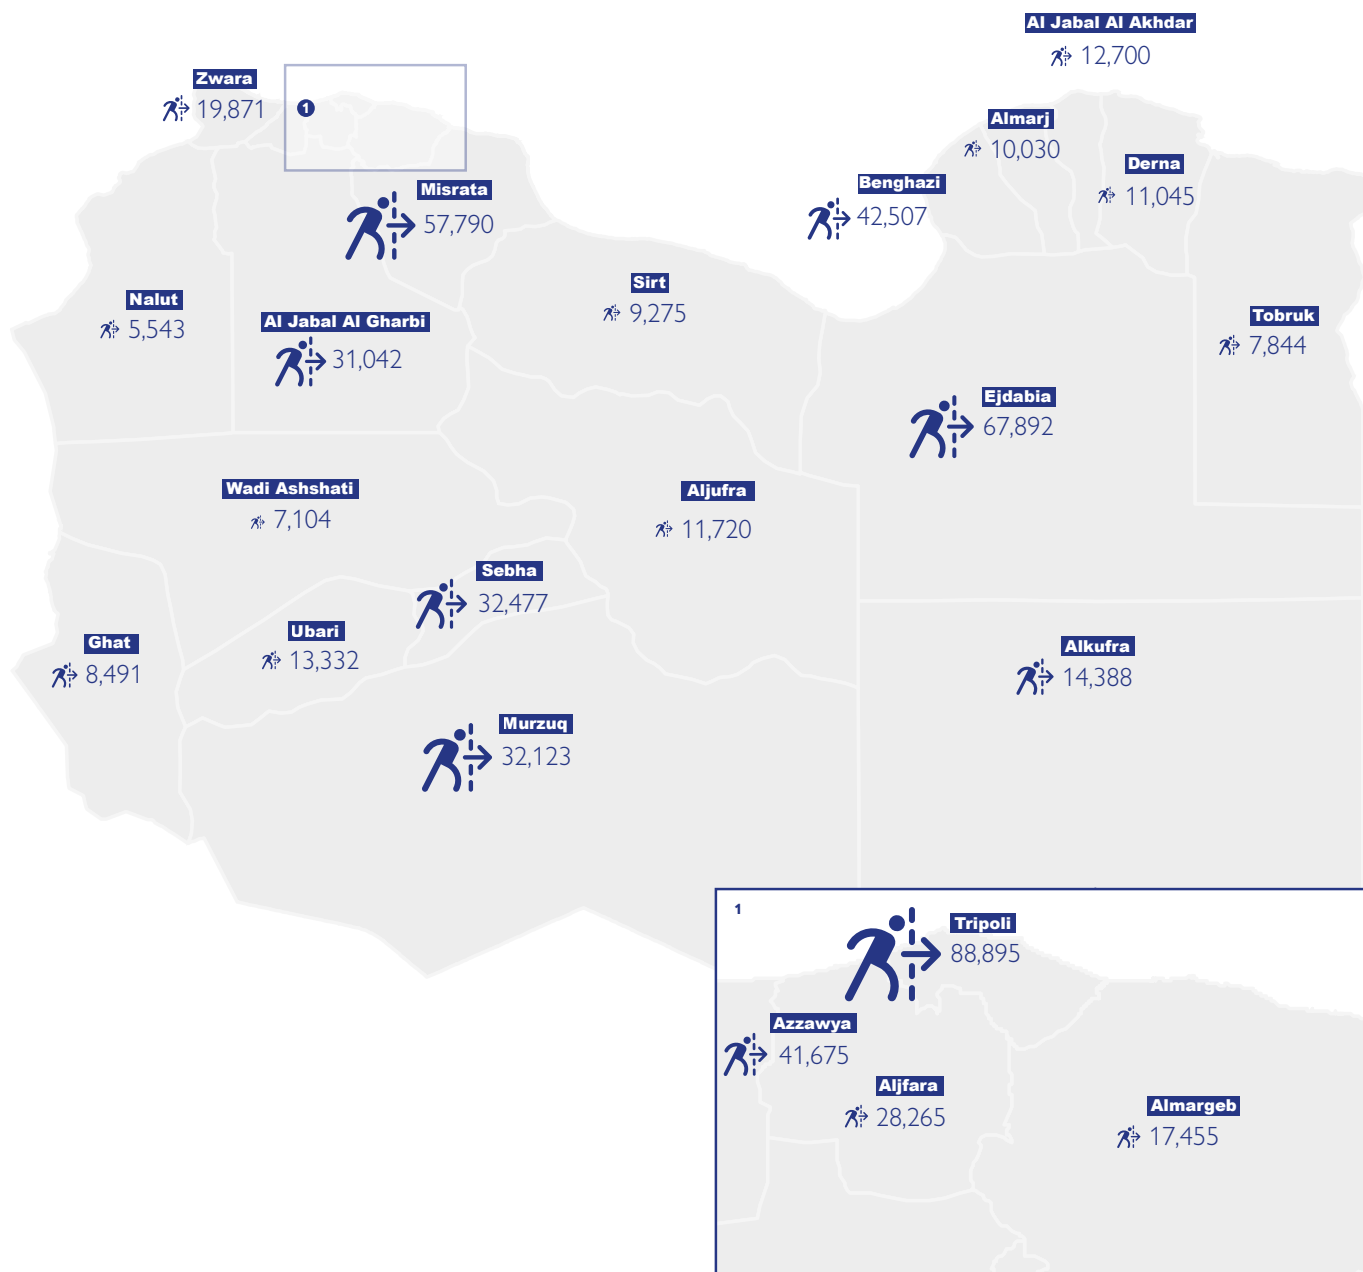 Al Jabal Al Akhdar
12,700
Zwara
19,871
1
Almarj
10,030
Derna
11,045
Benghazi
42,507
Misrata
57,790
Sirt
9,275
Nalut
5,543
Al Jabal Al Gharbi
31,042
Tobruk
7,844
Ejdabia
67,892
Wadi Ashshati
7,104
Aljufra
11,720
Sebha
32,477
Ubari
13,332
Ghat
8,491
Alkufra
14,388
Murzuq
32,123
1
Tripoli
88,895
Azzawya
41,675
Aljfara
28,265
Almargeb
17,455